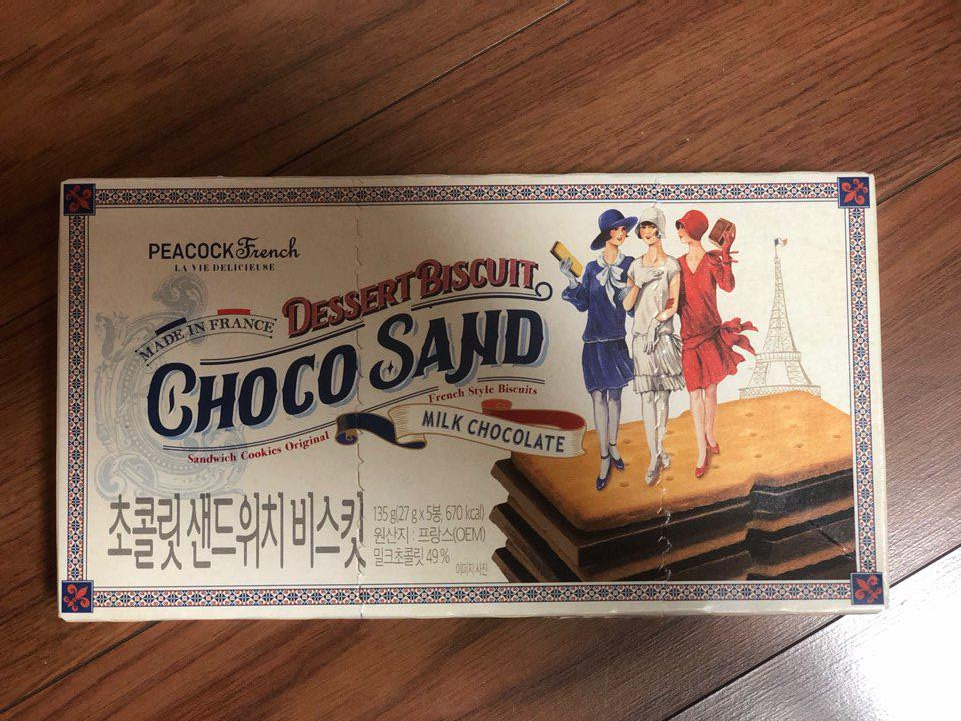 PEACOCK French
LA VIE DELICIEUSE
MADE IN FRANCE
DESSERT BISCUIT
CHOCO SAND
French Style Biscuits
Sandwich Cookies Original
MILK CHOCOLATE
초콜릿 샌드위치 비스킷
135 g(27 g x 5봉, 670 kcal)
원산지 : 프랑스(OEM)
밀크초콜릿 49 %
이미지 사진